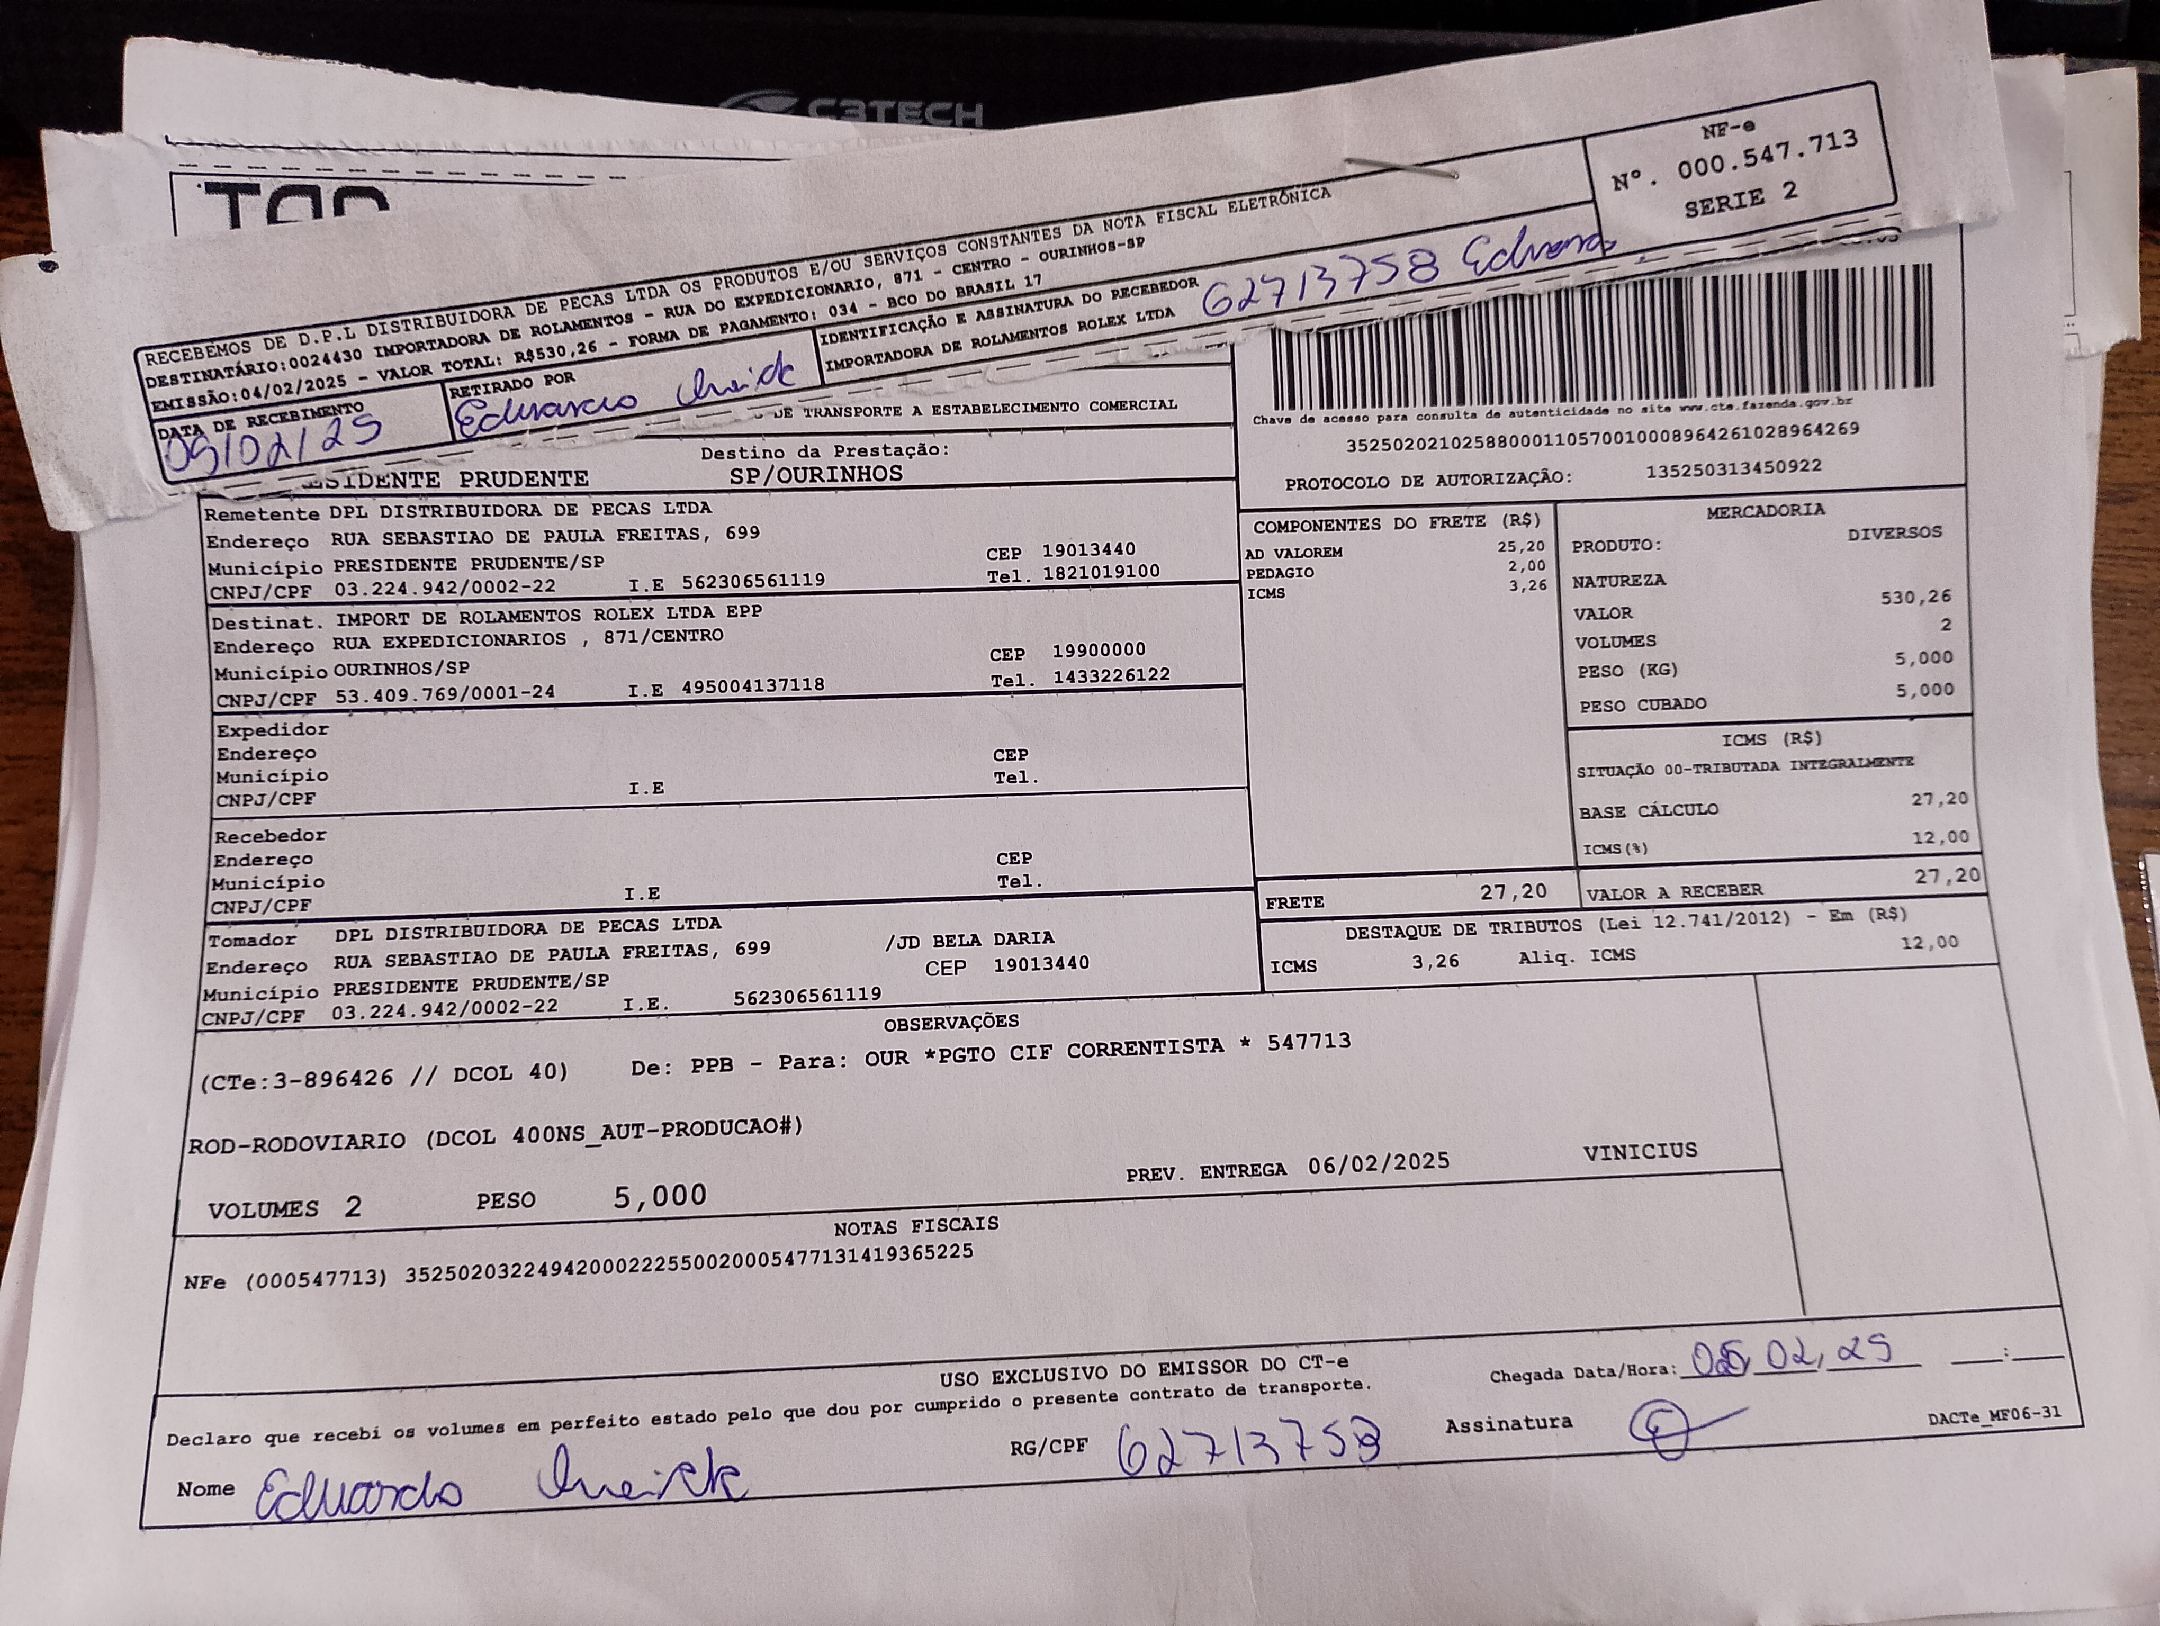 C3TECH
RECEBEMOS DE D.P.L DISTRIBUIDORA DE PECAS LTDA OS PRODUTOS E/OU SERVIÇOS CONSTANTES DA NOTA FISCAL ELETRÔNICA
DESTINATÁRIO:0024430 IMPORTADORA DE ROLAMENTOS - RUA DO EXPEDICIONARIO, 871 - CENTRO - OURINHOS-SP
EMISSÃO:04/02/2025 - VALOR TOTAL: R$530,26 - FORMA DE PAGAMENTO: 034 - BCO DO BRASIL 17
NF-e
Nº. 000.547.713
SERIE 2
DATA DE RECEBIMENTO
05/02/25
RETIRADO POR
Eduardo
IDENTIFICAÇÃO E ASSINATURA DO RECEBEDOR
IMPORTADORA DE ROLAMENTOS ROLEX LTDA
62713758 Eduardo
DE TRANSPORTE A ESTABELECIMENTO COMERCIAL
Destino da Prestação:
ESIDENTE PRUDENTE SP/OURINHOS
Chave de acesso para consulta de autenticidade no site www.cte.fazenda.gov.br
35250202102588000110570010008964261028964269
PROTOCOLO DE AUTORIZAÇÃO: 135250313450922
Remetente DPL DISTRIBUIDORA DE PECAS LTDA
Endereço RUA SEBASTIAO DE PAULA FREITAS, 699
Município PRESIDENTE PRUDENTE/SP CEP 19013440
CNPJ/CPF 03.224.942/0002-22 I.E 562306561119 Tel. 1821019100
Destinat. IMPORT DE ROLAMENTOS ROLEX LTDA EPP
Endereço RUA EXPEDICIONARIOS , 871/CENTRO
Município OURINHOS/SP CEP 19900000
CNPJ/CPF 53.409.769/0001-24 I.E 495004137118 Tel. 1433226122
Expedidor
Endereço CEP
Município Tel.
CNPJ/CPF I.E
Recebedor
Endereço CEP
Município Tel.
CNPJ/CPF I.E
Tomador DPL DISTRIBUIDORA DE PECAS LTDA
Endereço RUA SEBASTIAO DE PAULA FREITAS, 699 /JD BELA DARIA
Município PRESIDENTE PRUDENTE/SP CEP 19013440
CNPJ/CPF 03.224.942/0002-22 I.E. 562306561119
COMPONENTES DO FRETE (R$)
AD VALOREM 25,20
PEDAGIO 2,00
ICMS 3,26
FRETE 27,20
MERCADORIA
PRODUTO: DIVERSOS
NATUREZA
VALOR 530,26
VOLUMES 2
PESO (KG) 5,000
PESO CUBADO 5,000
ICMS (R$)
SITUAÇÃO 00-TRIBUTADA INTEGRALMENTE
BASE CÁLCULO 27,20
ICMS(%) 12,00
VALOR A RECEBER 27,20
DESTAQUE DE TRIBUTOS (Lei 12.741/2012) - Em (R$)
ICMS 3,26 Aliq. ICMS 12,00
OBSERVAÇÕES
(CTe:3-896426 // DCOL 40) De: PPB - Para: OUR *PGTO CIF CORRENTISTA * 547713
ROD-RODOVIARIO (DCOL 400NS_AUT-PRODUCAO#)
VOLUMES 2 PESO 5,000 PREV. ENTREGA 06/02/2025 VINICIUS
NOTAS FISCAIS
NFe (000547713) 35250203224942000222550020005477131419365225
USO EXCLUSIVO DO EMISSOR DO CT-e
Declaro que recebi os volumes em perfeito estado pelo que dou por cumprido o presente contrato de transporte.
Chegada Data/Hora: 05 02, 25 __:__
Nome Eduardo RG/CPF 62713758 Assinatura
DACTe_MF06-31